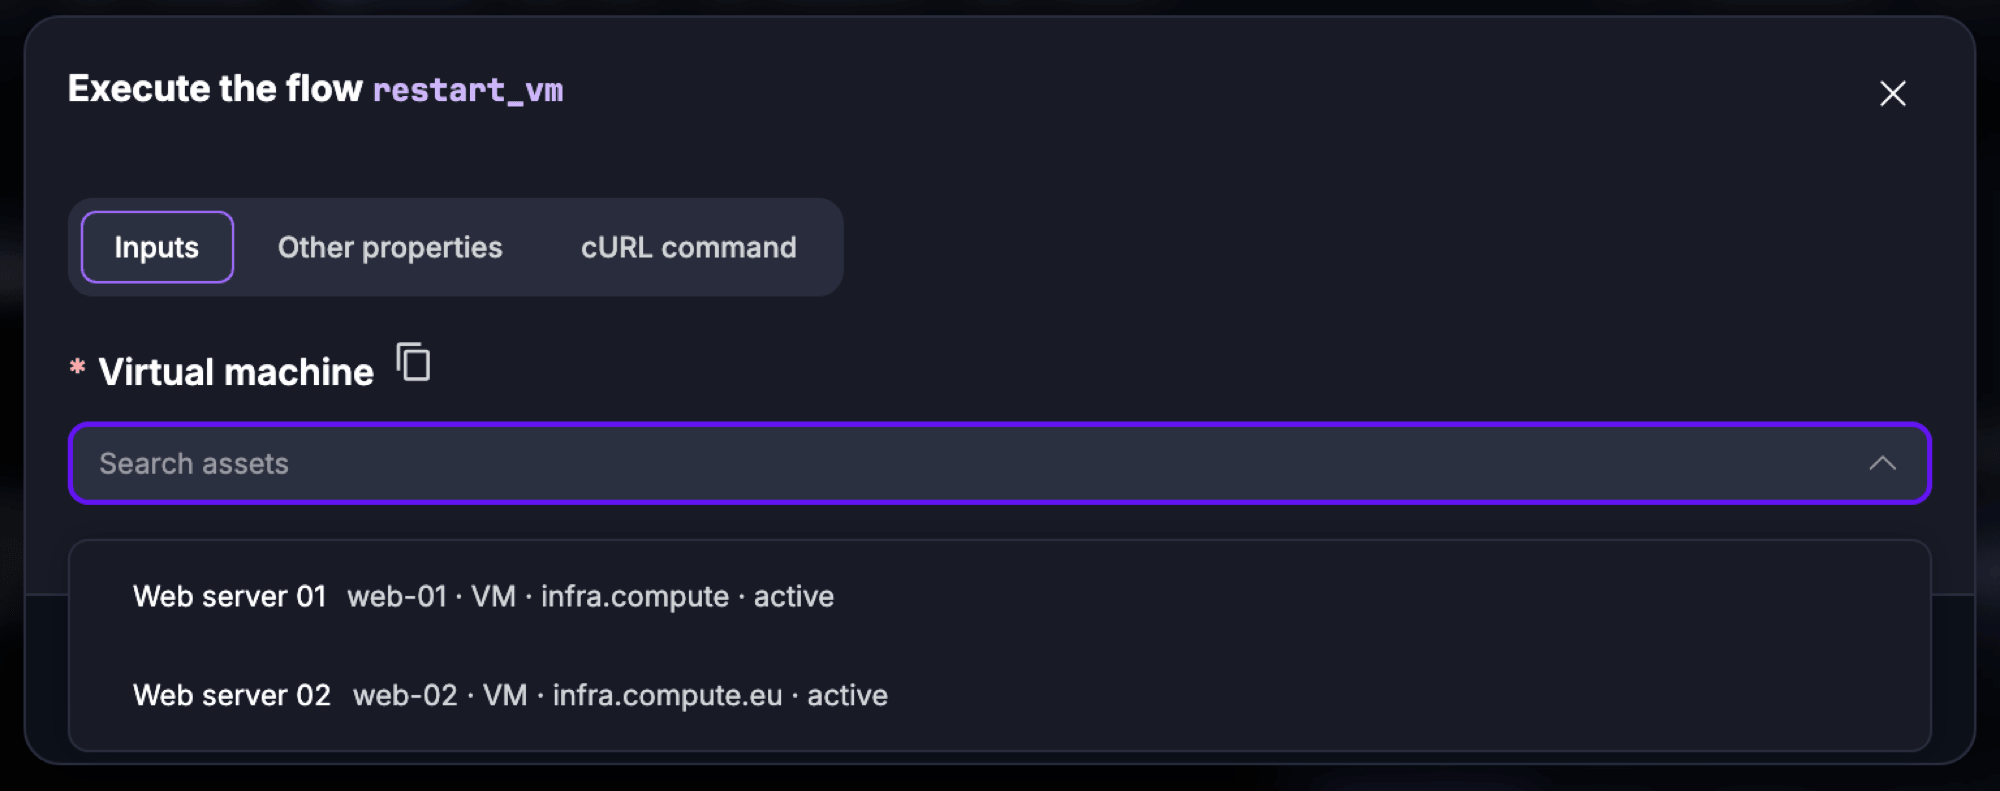 Execute the flow restart_vm
Inputs Other properties cURL command
* Virtual machine
Search assets
Web server 01 web-01 · VM · infra.compute · active
Web server 02 web-02 · VM · infra.compute.eu · active